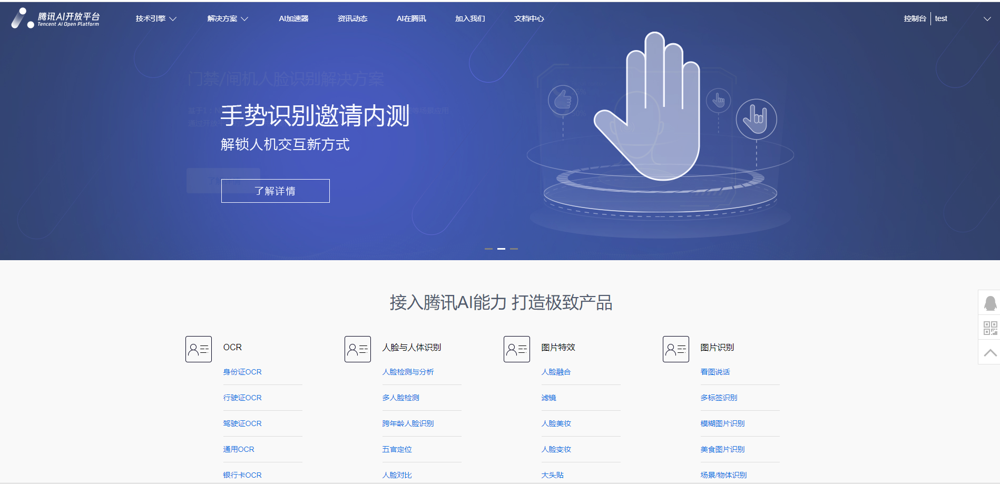 腾讯AI开放平台
Tencent AI Open Platform
技术引擎 解决方案 AI加速器 资讯动态 AI在腾讯 加入我们 文档中心 控制台 test
门禁/闸机人脸识别解决方案
手势识别邀请内测
解锁人机交互新方式
了解详情
接入腾讯AI能力 打造极致产品
OCR
身份证OCR
行驶证OCR
驾驶证OCR
通用OCR
银行卡OCR
人脸与人体识别
人脸检测与分析
多人脸检测
跨年龄人脸识别
五官定位
人脸对比
图片特效
人脸融合
滤镜
人脸美妆
人脸变妆
大头贴
图片识别
看图说话
多标签识别
模糊图片识别
美食图片识别
场景/物体识别